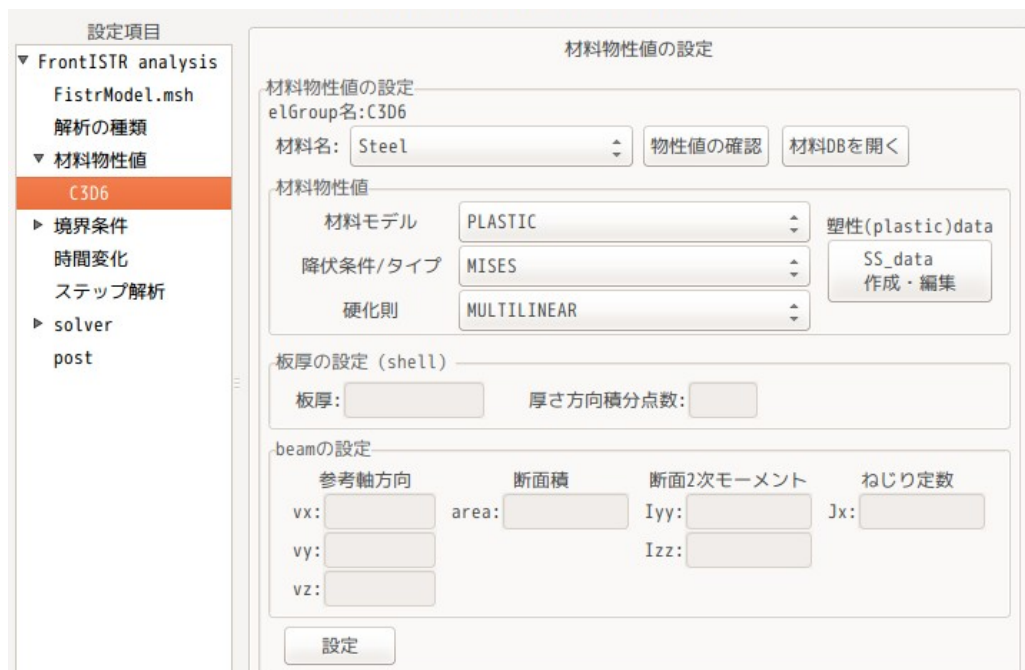 設定項目
FrontISTR analysis
FistrModel.msh
解析の種類
材料物性値
C3D6
境界条件
時間変化
ステップ解析
solver
post
材料物性値の設定
材料物性値の設定
elGroup名:C3D6
材料名: Steel 物性値の確認 材料DBを開く
材料物性値
材料モデル PLASTIC 塑性(plastic)data
降伏条件/タイプ MISES SS_data
作成・編集
硬化則 MULTILINEAR
板厚の設定 (shell)
板厚: 厚さ方向積分点数:
beamの設定
参考軸方向 断面積 断面2次モーメント ねじり定数
vx: area: Iyy: Jx:
vy: Izz:
vz:
設定